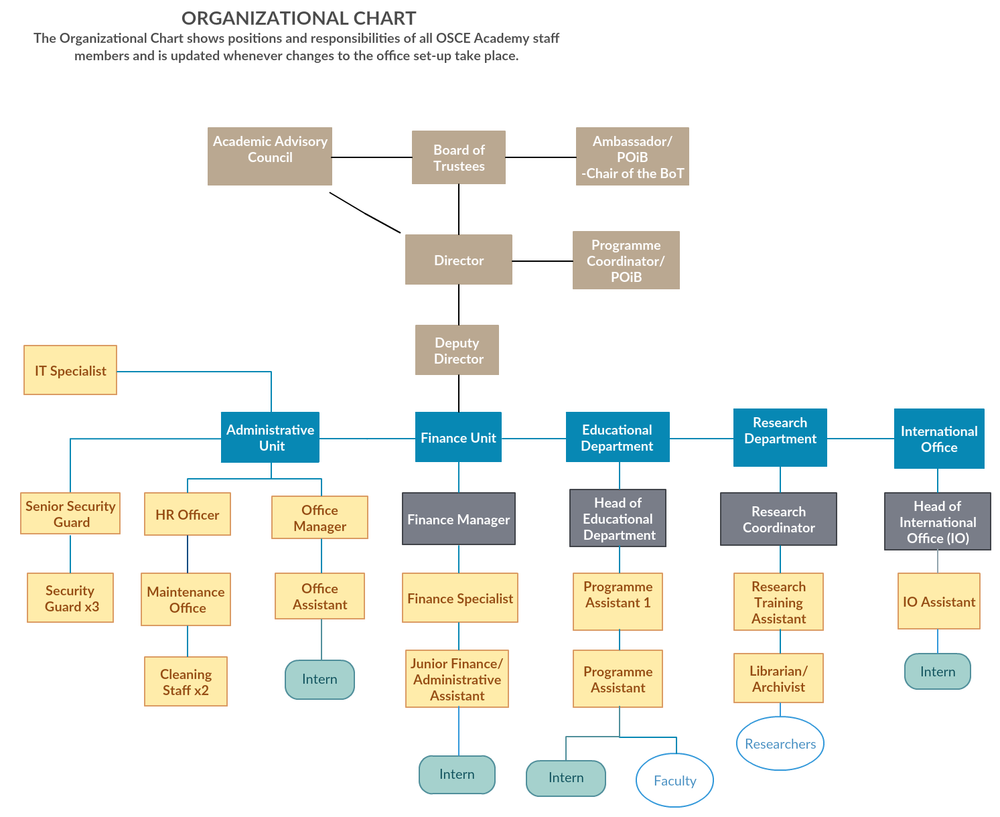 ORGANIZATIONAL CHART
The Organizational Chart shows positions and responsibilities of all OSCE Academy staff
members and is updated whenever changes to the office set-up take place.
Academic Advisory
Council
Board of
Trustees
Ambassador/
POiB
-Chair of the BoT
Director
Programme
Coordinator/
POiB
Deputy
Director
IT Specialist
Administrative
Unit
Finance Unit
Educational
Department
Research
Department
International
Office
Senior Security
Guard
HR Officer
Office
Manager
Finance Manager
Head of
Educational
Department
Research
Coordinator
Head of
International
Office (IO)
Security
Guard x3
Maintenance
Office
Office
Assistant
Finance Specialist
Programme
Assistant 1
Research
Training
Assistant
IO Assistant
Cleaning
Staff x2
Intern
Junior Finance/
Administrative
Assistant
Programme
Assistant
Librarian/
Archivist
Intern
Researchers
Intern
Intern
Faculty